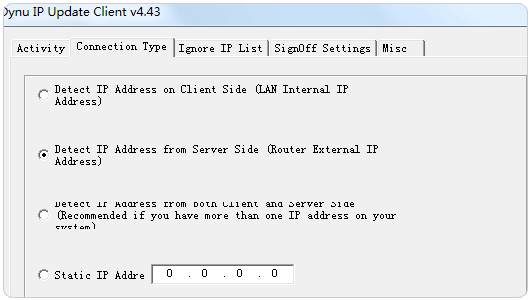 Dynu IP Update Client v4.43
Activity Connection Type Ignore IP List SignOff Settings Misc
Detect IP Address on Client Side (LAN Internal IP
Address)
Detect IP Address from Server Side (Router External IP
Address)
Detect IP Address from both Client and Server Side
(Recommended if you have more than one IP address on your
system)
Static IP Addre 0 . 0 . 0 . 0